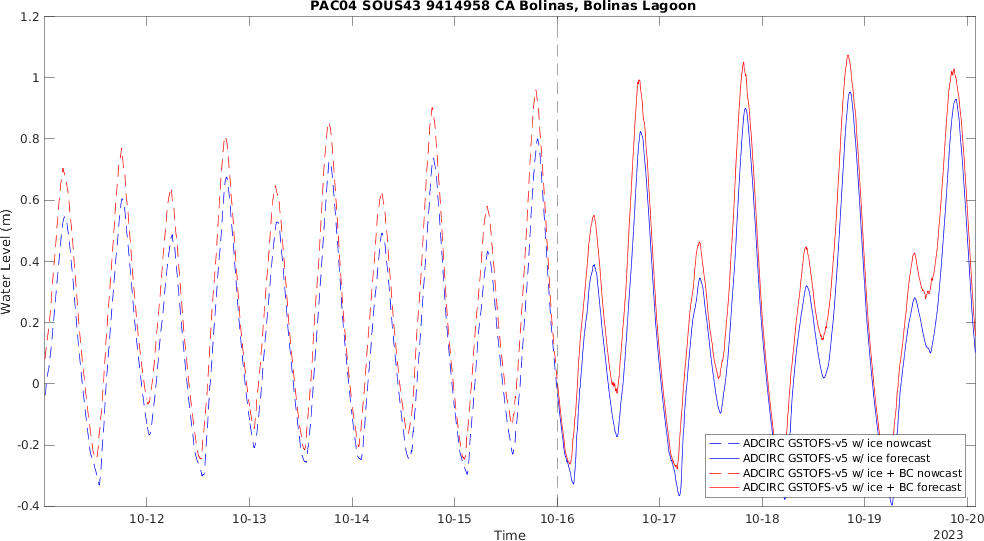 PAC04 SOUS43 9414958 CA Bolinas, Bolinas Lagoon
1.2
1
0.8
0.6
0.4
0.2
0
-0.2
-0.4
Water Level (m)
10-12
10-13
10-14
10-15
10-16
10-17
10-18
10-19
10-20
Time
2023
ADCIRC GSTOFS-v5 w/ ice nowcast
ADCIRC GSTOFS-v5 w/ ice forecast
ADCIRC GSTOFS-v5 w/ ice + BC nowcast
ADCIRC GSTOFS-v5 w/ ice + BC forecast